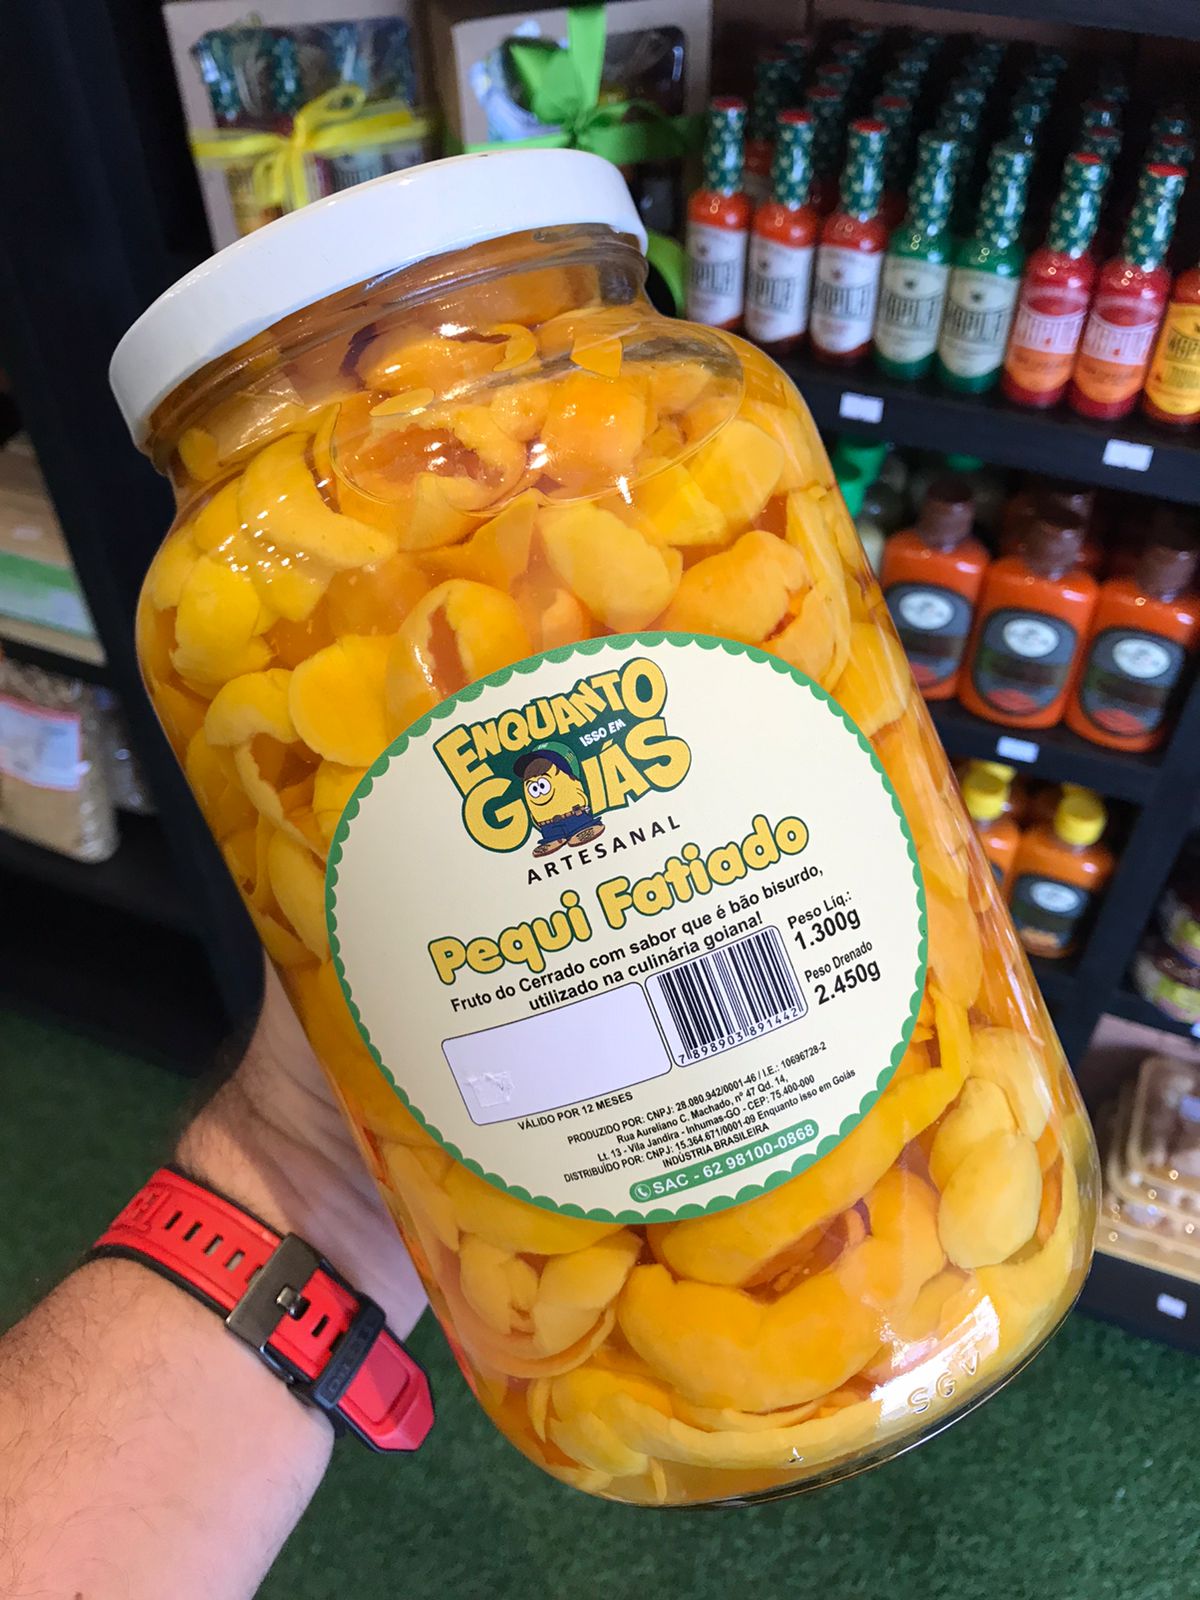 ENQUANTO
ISSO EM
GOIÁS
ARTESANAL
Pequi Fatiado
Fruto do Cerrado com sabor que é bão bisurdo,
utilizado na culinária goiana!
Peso Líq.:
1.300g
Peso Drenado
2.450g
7 898903 891442
VÁLIDO POR 12 MESES
PRODUZIDO POR: CNPJ: 28.080.942/0001-46 / I.E.: 10696728-2
Rua Aureliano C. Machado, nº 47 Qd. 14,
Lt. 13 - Vila Jandira - Inhumas-GO - CEP: 75.400-000
DISTRIBUÍDO POR: CNPJ: 15.364.671/0001-09 Enquanto isso em Goiás
INDÚSTRIA BRASILEIRA
SAC - 62 98100-0868
SGV